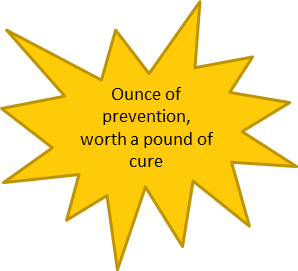 Ounce of
prevention,
worth a pound of
cure